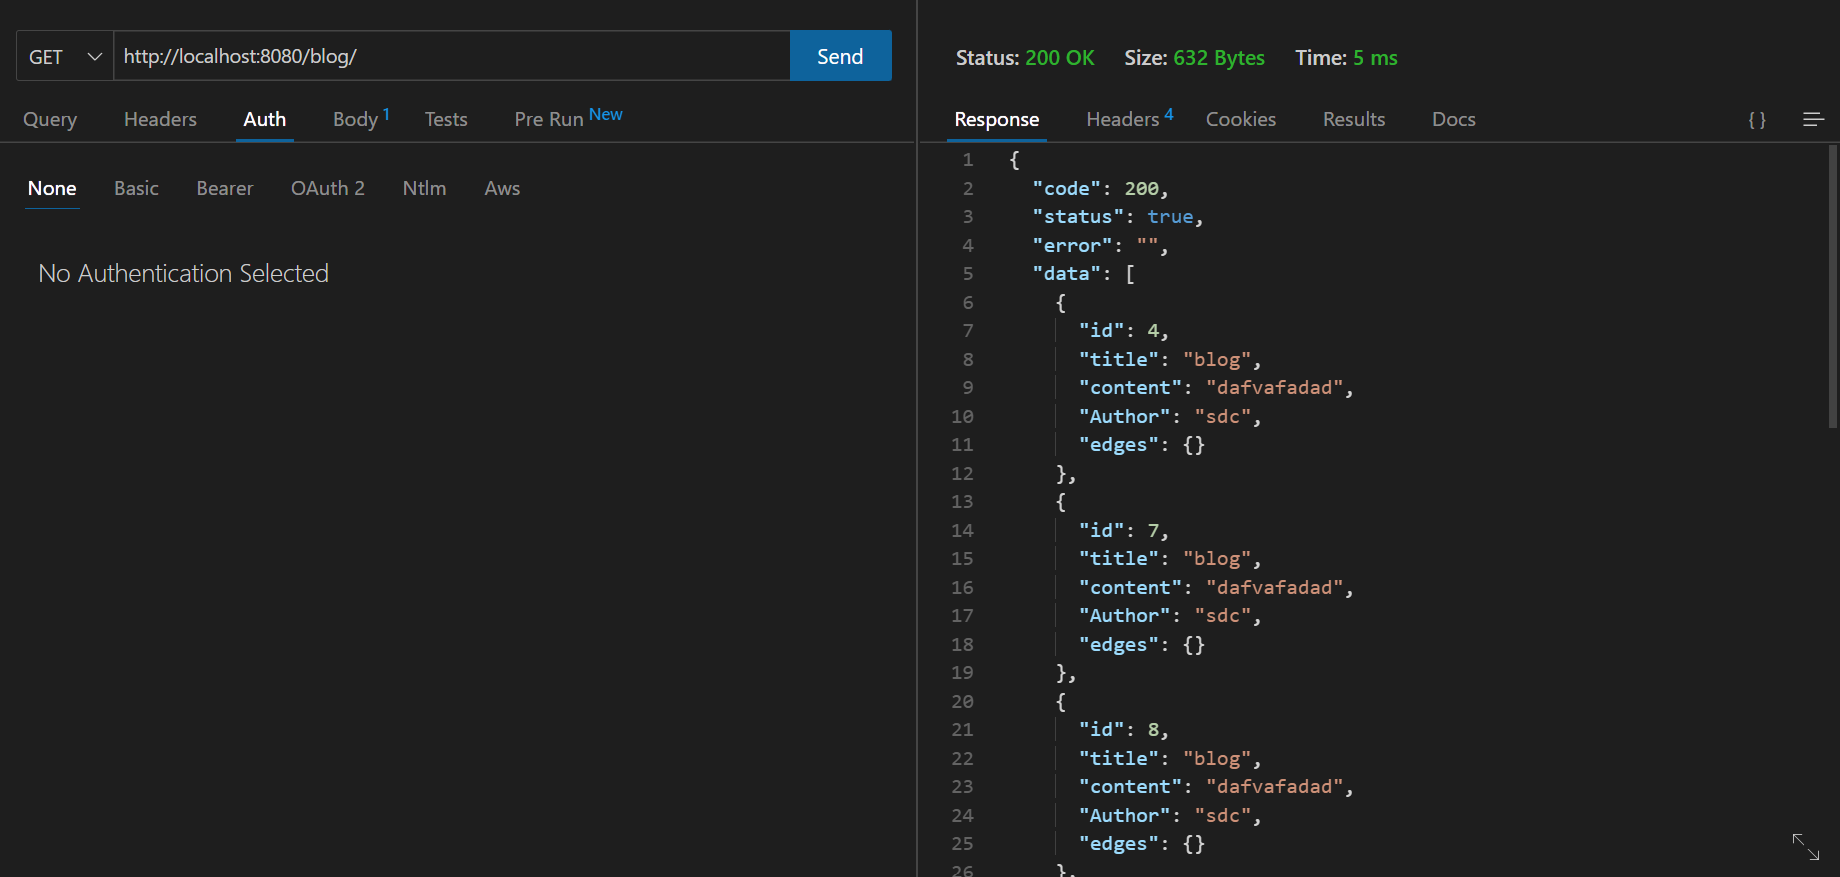 GET http://localhost:8080/blog/ Send
Query Headers Auth Body 1 Tests Pre Run New
None Basic Bearer OAuth 2 Ntlm Aws
No Authentication Selected
Status: 200 OK Size: 632 Bytes Time: 5 ms
Response Headers 4 Cookies Results Docs { }
1 {
2 "code": 200,
3 "status": true,
4 "error": "",
5 "data": [
6 {
7 "id": 4,
8 "title": "blog",
9 "content": "dafvafadad",
10 "Author": "sdc",
11 "edges": {}
12 },
13 {
14 "id": 7,
15 "title": "blog",
16 "content": "dafvafadad",
17 "Author": "sdc",
18 "edges": {}
19 },
20 {
21 "id": 8,
22 "title": "blog",
23 "content": "dafvafadad",
24 "Author": "sdc",
25 "edges": {}
26 },